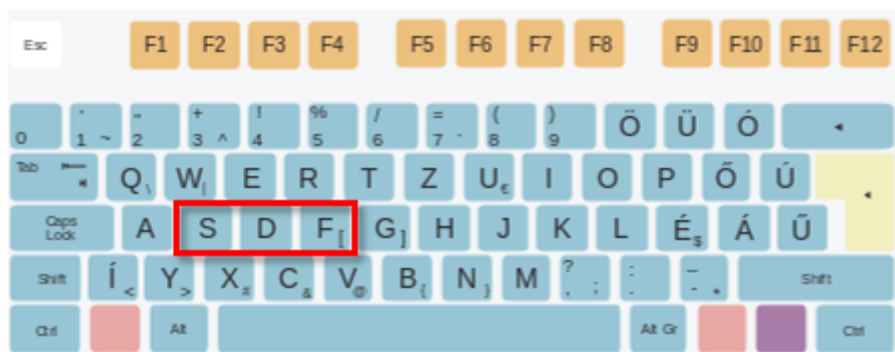 Esc F1 F2 F3 F4 F5 F6 F7 F8 F9 F10 F11 F12
0 ' 1 ~ " 2 + 3 ^ ! 4 % 5 / 6 = 7 ` ( 8 ) 9 Ö Ü Ó
Tab Q \ W | E R T Z U € I O P Ő Ú
Caps Lock A S D F [ G ] H J K L É $ Á Ű
Shift Í < Y > X # C & V @ B { N } M ? , ; : . _ - * Shift
Ctrl Alt Alt Gr Ctrl